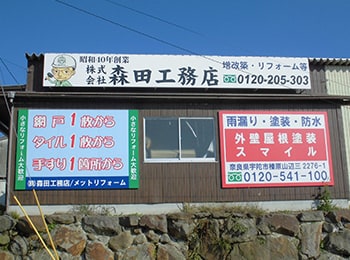 昭和40年創業
株式会社 森田工務店
増改築・リフォーム等
0120-205-303
小さなリフォーム大歓迎
網戸1枚から
タイル1枚から
手すり1箇所から
小さなリフォーム大歓迎
㈱森田工務店/メットリフォーム
雨漏り・塗装・防水
外壁屋根塗装
スマイル
奈良県宇陀市榛原山辺三2276-1
0120-541-100